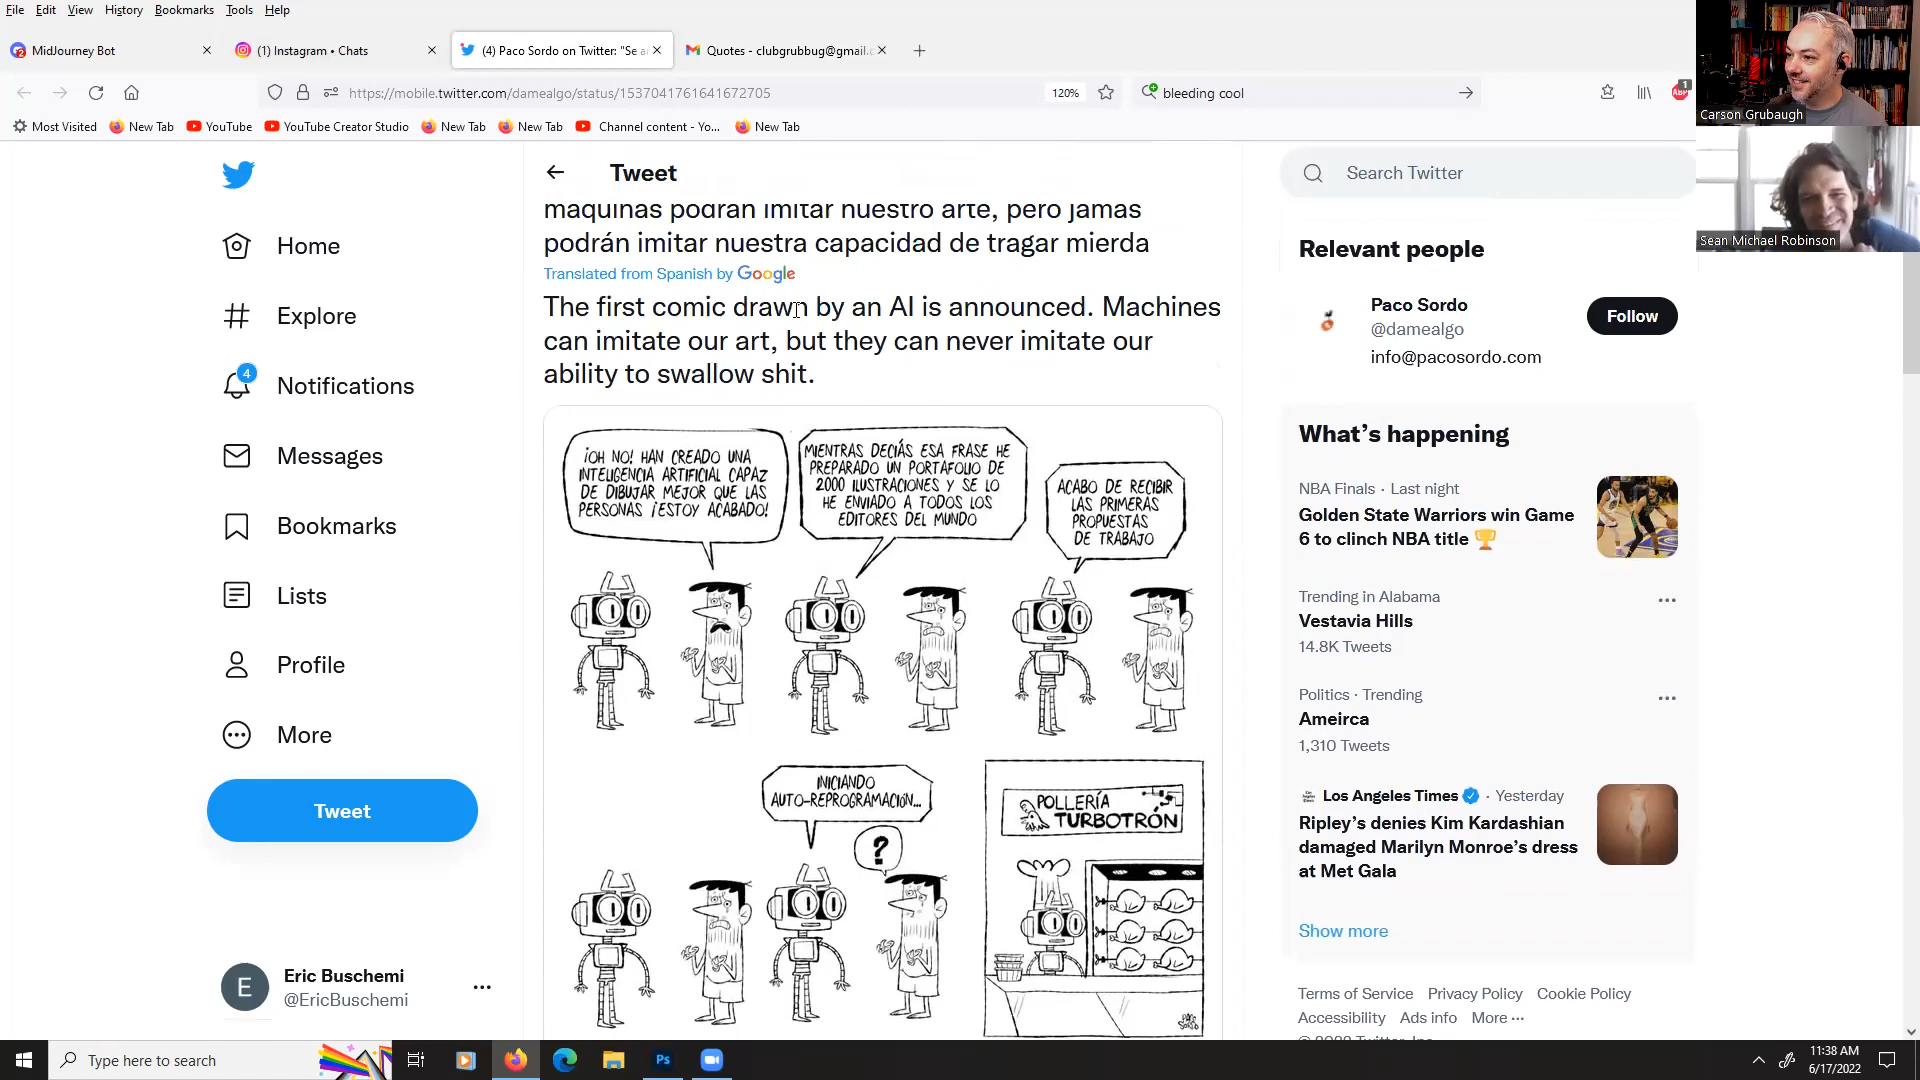 File Edit View History Bookmarks Tools Help
MidJourney Bot
(1) Instagram • Chats
(4) Paco Sordo on Twitter: "Se a
Quotes - clubgrubbug@gmail.c
https://mobile.twitter.com/damealgo/status/1537041761641672705
120%
bleeding cool
ABP
1
Most Visited
New Tab
YouTube
YouTube Creator Studio
New Tab
New Tab
Channel content - Yo...
New Tab
Carson Grubaugh
Sean Michael Robinson
Home
Explore
4
Notifications
Messages
Bookmarks
Lists
Profile
More
Tweet
E
Eric Buschemi
@EricBuschemi
Tweet
máquinas podrán imitar nuestro arte, pero jamás
podrán imitar nuestra capacidad de tragar mierda
Translated from Spanish by Google
The first comic drawn by an AI is announced. Machines
can imitate our art, but they can never imitate our
ability to swallow shit.
¡OH NO! HAN CREADO UNA
INTELIGENCIA ARTIFICIAL CAPAZ
DE DIBUJAR MEJOR QUE LAS
PERSONAS ¡ESTOY ACABADO!
MIENTRAS DECÍAS ESA FRASE HE
PREPARADO UN PORTAFOLIO DE
2000 ILUSTRACIONES Y SE LO
HE ENVIADO A TODOS LOS
EDITORES DEL MUNDO
ACABO DE RECIBIR
LAS PRIMERAS
PROPUESTAS
DE TRABAJO
INICIANDO
AUTO-REPROGRAMACIÓN...
?
POLLERÍA
TURBOTRÓN
PACO
SORDO
Search Twitter
Relevant people
Paco Sordo
@damealgo
info@pacosordo.com
Follow
What's happening
NBA Finals · Last night
Golden State Warriors win Game
6 to clinch NBA title 🏆
Trending in Alabama
Vestavia Hills
14.8K Tweets
Politics · Trending
Ameirca
1,310 Tweets
Los Angeles Times · Yesterday
Ripley's denies Kim Kardashian
damaged Marilyn Monroe's dress
at Met Gala
Show more
Terms of Service Privacy Policy Cookie Policy
Accessibility Ads info More ···
© 2022 Twitter, Inc.
Type here to search
Ps
11:38 AM
6/17/2022